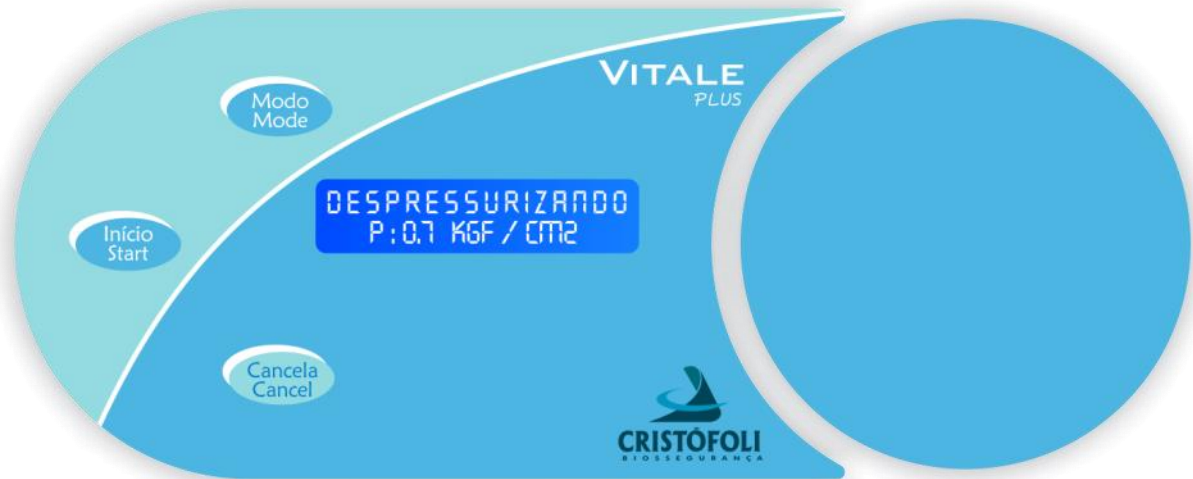 Modo
Mode
VITALE
PLUS
DESPRESSURIZANDO
P:0.7 KGF / CM2
Início
Start
Cancela
Cancel
CRISTÓFOLI
BIOSSEGURANÇA